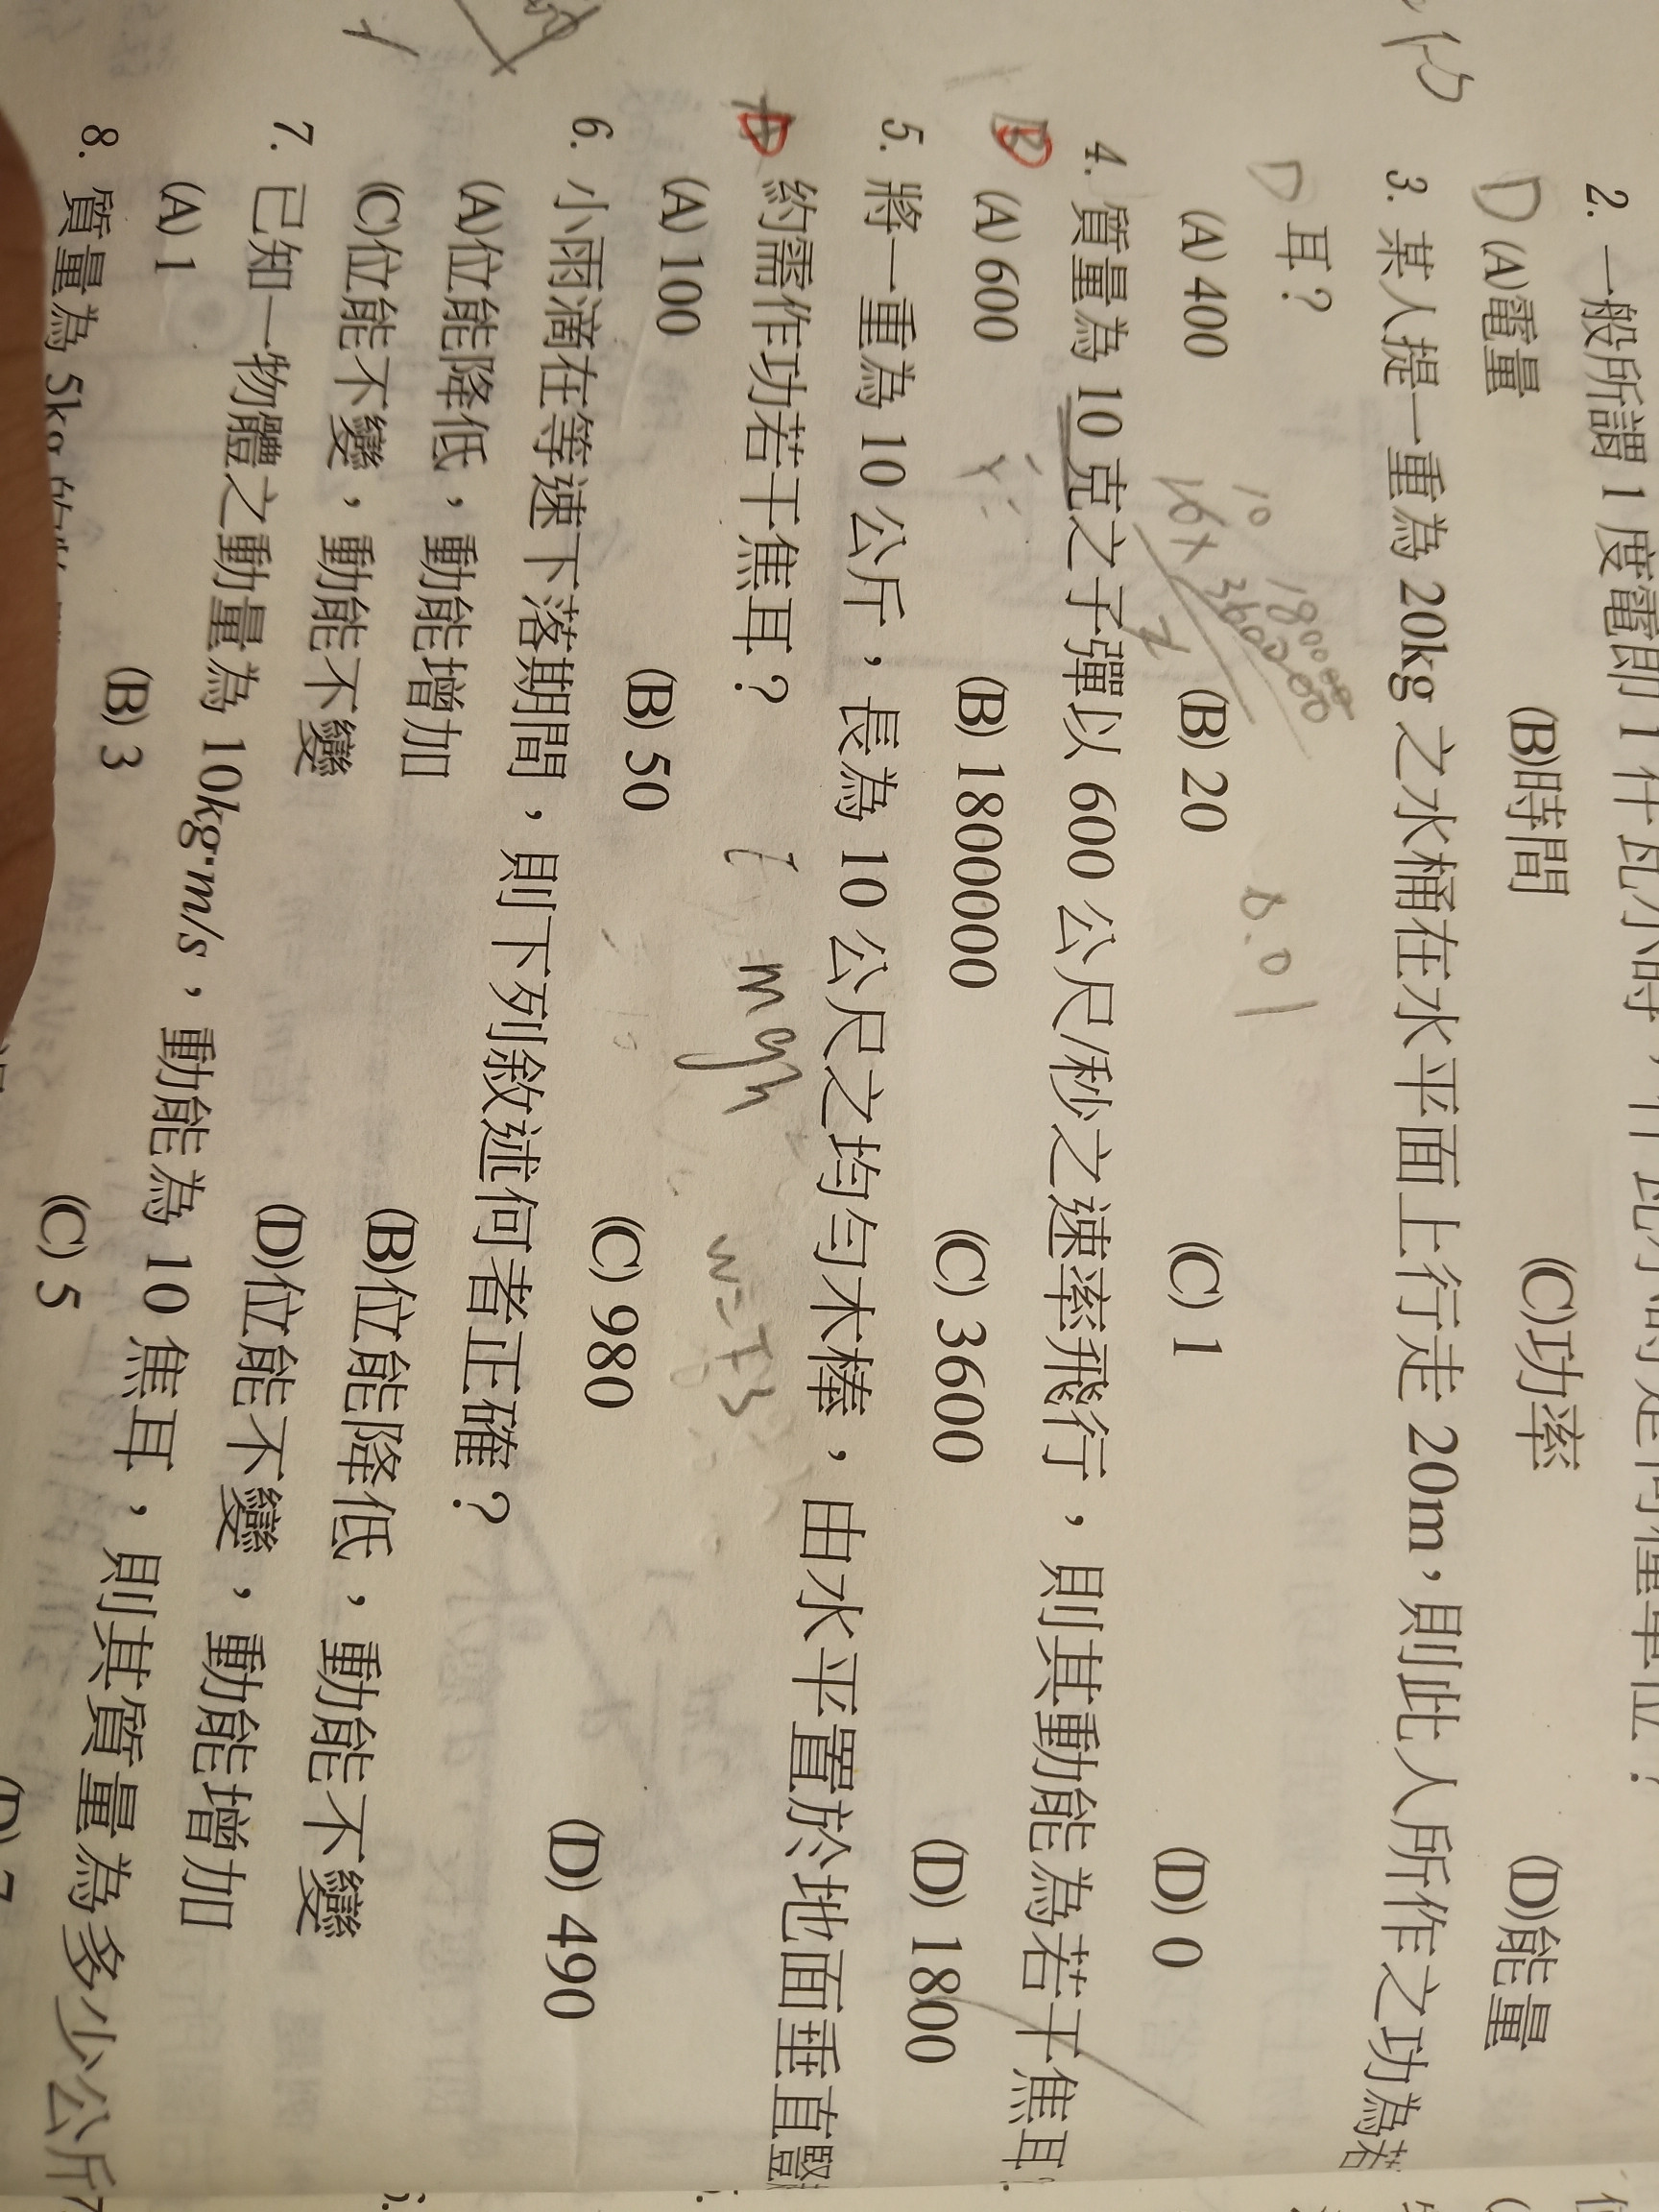 2. 一般所謂 1 度電即 1 仟瓦小時,仟瓦小時是何種單位?
D (A)電量 (B)時間 (C)功率 (D)能量
3. 某人提一重為 20kg 之水桶在水平面上行走 20m,則此人所作之功為若
D 耳?
(A) 400 (B) 20 (C) 1 (D) 0
0.01
4. 質量為 10 克之子彈以 600 公尺/秒之速率飛行,則其動能為若干焦耳
D (A) 600 (B) 1800000 (C) 3600 (D) 1800
5. 將一重為 10 公斤,長為 10 公尺之均勻木棒,由水平置於地面垂直豎
D 約需作功若干焦耳?
mgh
W=FS
(A) 100 (B) 50 (C) 980 (D) 490
6. 小雨滴在等速下落期間,則下列敘述何者正確?
(A)位能降低,動能增加 (B)位能降低,動能不變
(C)位能不變,動能不變 (D)位能不變,動能增加
7. 已知一物體之動量為 10kg·m/s,動能為 10 焦耳,則其質量為多少公斤?
(A) 1 (B) 3 (C) 5 (D) 7
8. 質量為 5kg